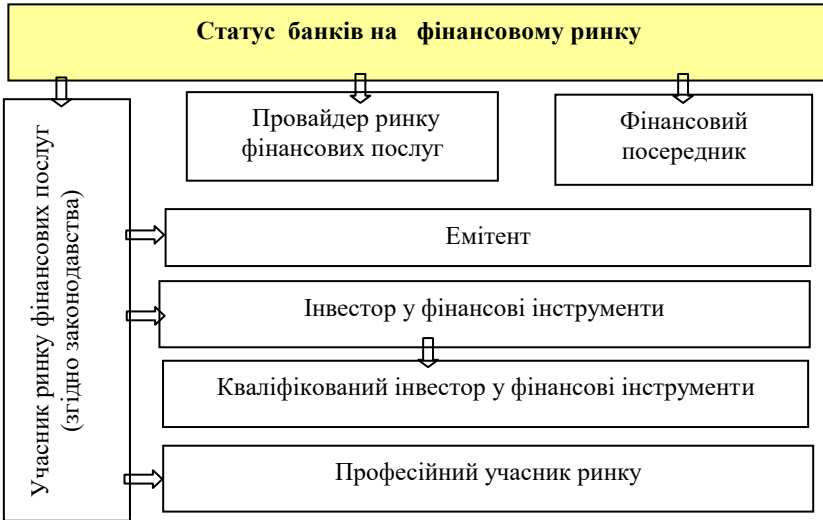 Статус банків на фінансовому ринку
Провайдер ринку
фінансових послуг
Фінансовий
посередник
Учасник ринку фінансових послуг
(згідно законодавства)
Емітент
Інвестор у фінансові інструменти
Кваліфікований інвестор у фінансові інструменти
Професійний учасник ринку